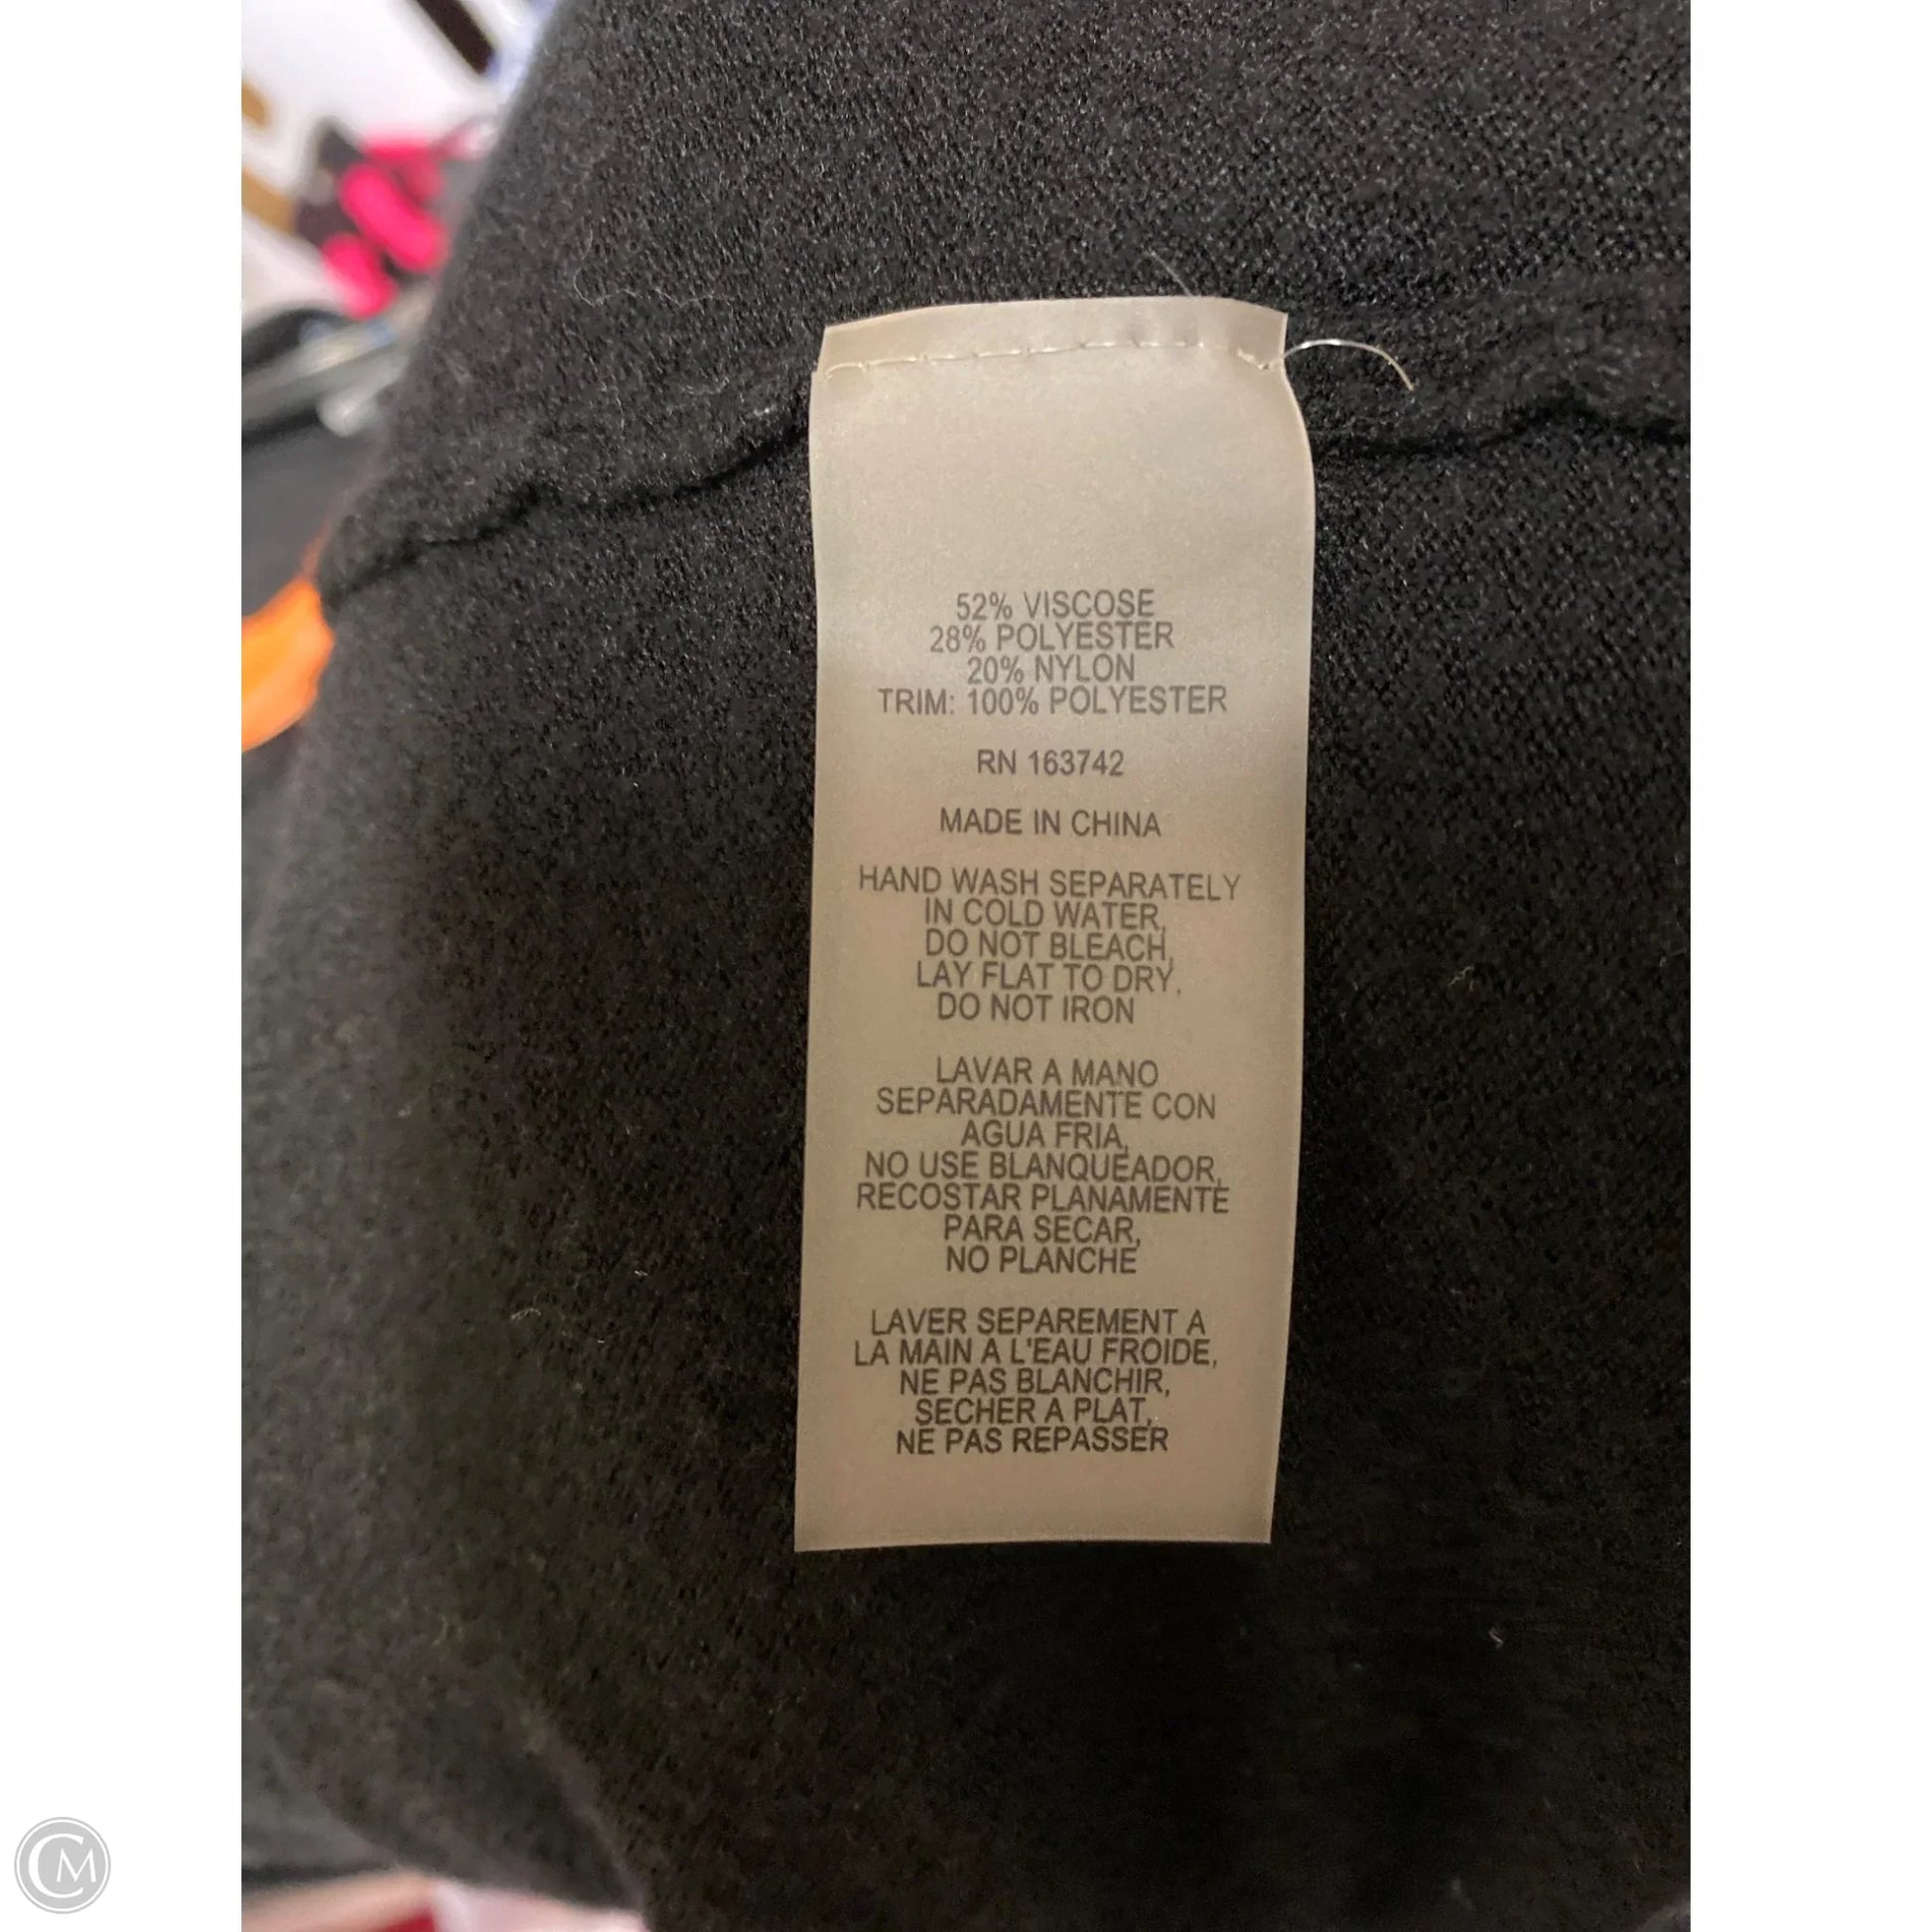 52% VISCOSE
28% POLYESTER
20% NYLON
TRIM: 100% POLYESTER
RN 163742
MADE IN CHINA
HAND WASH SEPARATELY
IN COLD WATER,
DO NOT BLEACH,
LAY FLAT TO DRY,
DO NOT IRON
LAVAR A MANO
SEPARADAMENTE CON
AGUA FRIA,
NO USE BLANQUEADOR,
RECOSTAR PLANAMENTE
PARA SECAR,
NO PLANCHE
LAVER SEPAREMENT A
LA MAIN A L'EAU FROIDE,
NE PAS BLANCHIR,
SECHER A PLAT,
NE PAS REPASSER
CM